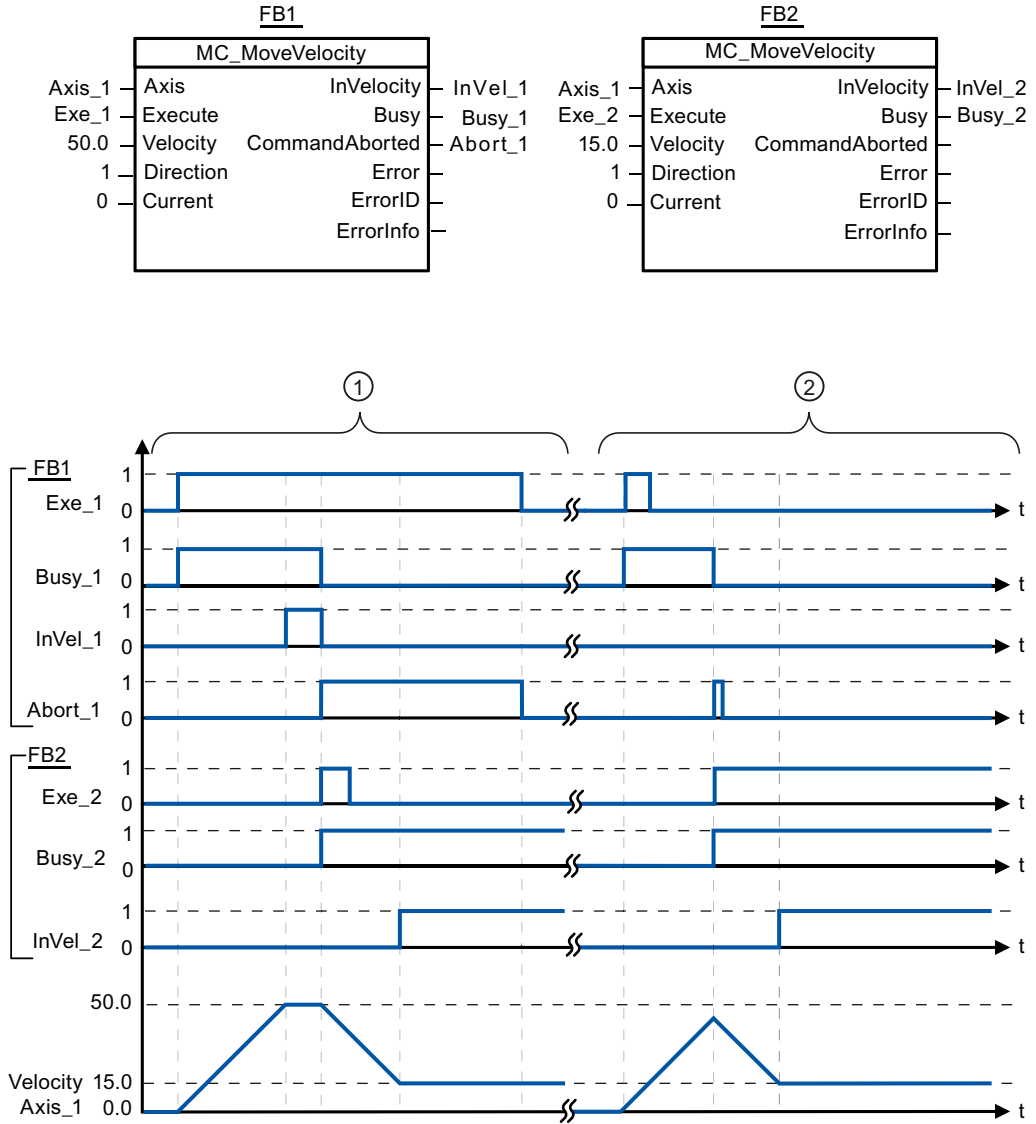 FB1
FB2
MC_MoveVelocity
MC_MoveVelocity
Axis_1 Axis InVelocity InVel_1
Exe_1 Execute Busy Busy_1
50.0 Velocity CommandAborted Abort_1
1 Direction Error
0 Current ErrorID
ErrorInfo
Axis_1 Axis InVelocity InVel_2
Exe_2 Execute Busy Busy_2
15.0 Velocity CommandAborted
1 Direction Error
0 Current ErrorID
ErrorInfo
1
2
FB1
1
Exe_1 0 t
1
Busy_1 0 t
1
InVel_1 0 t
1
Abort_1 0 t
FB2
1
Exe_2 0 t
1
Busy_2 0 t
1
InVel_2 0 t
50.0
Velocity 15.0
Axis_1 0.0 t